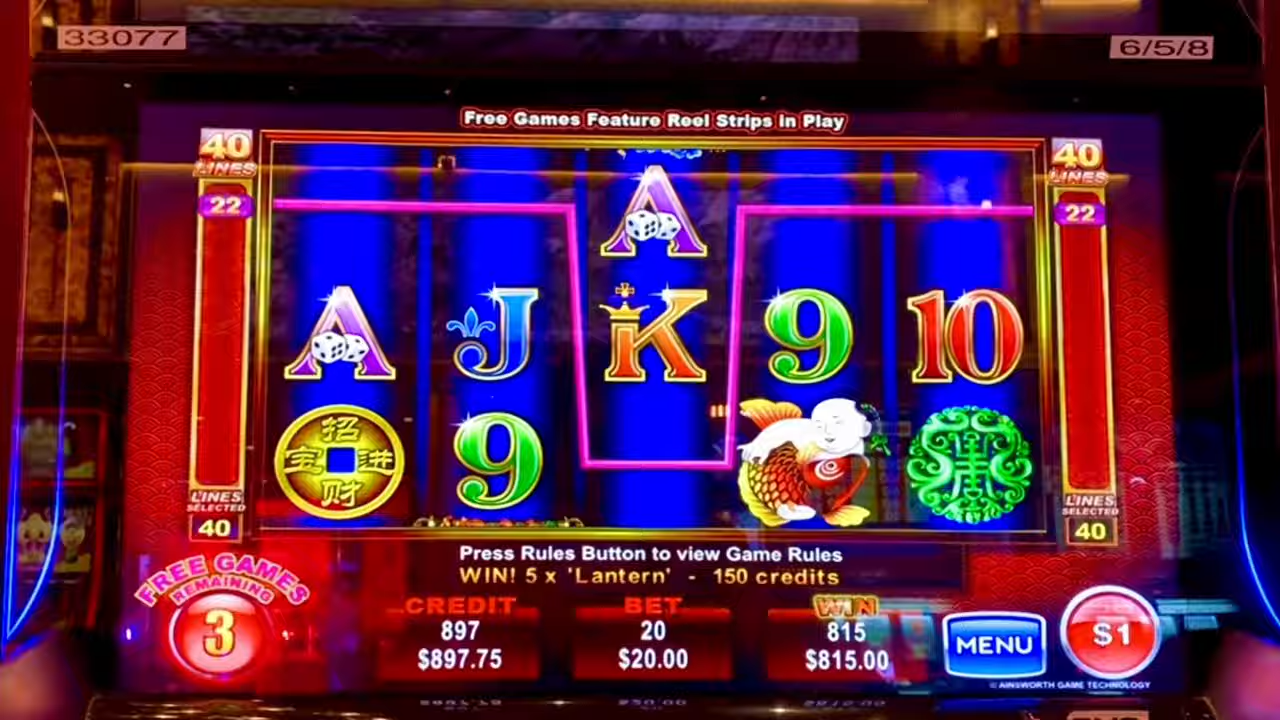 33077
6/5/8
Free Games Feature Reel Strips In Play
40
LINES
22
40
LINES
22
A
A
J
K
9
10
招
宝
进
财
9
LINES
SELECTED
40
LINES
SELECTED
40
Press Rules Button to view Game Rules
WIN! 5 x 'Lantern' - 150 credits
FREE GAMES
REMAINING
3
CREDIT
897
$897.75
BET
20
$20.00
WIN
815
$815.00
MENU
$1
© AINSWORTH GAME TECHNOLOGY